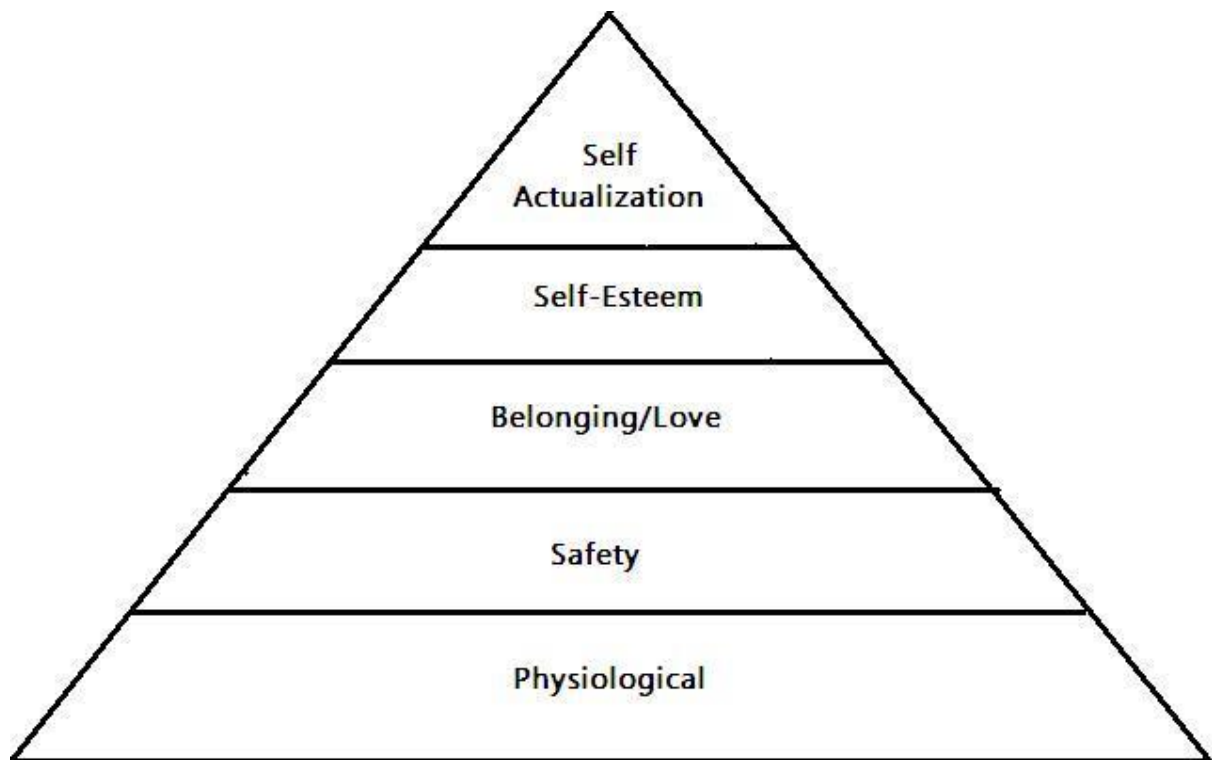 Self
Actualization
Self-Esteem
Belonging/Love
Safety
Physiological